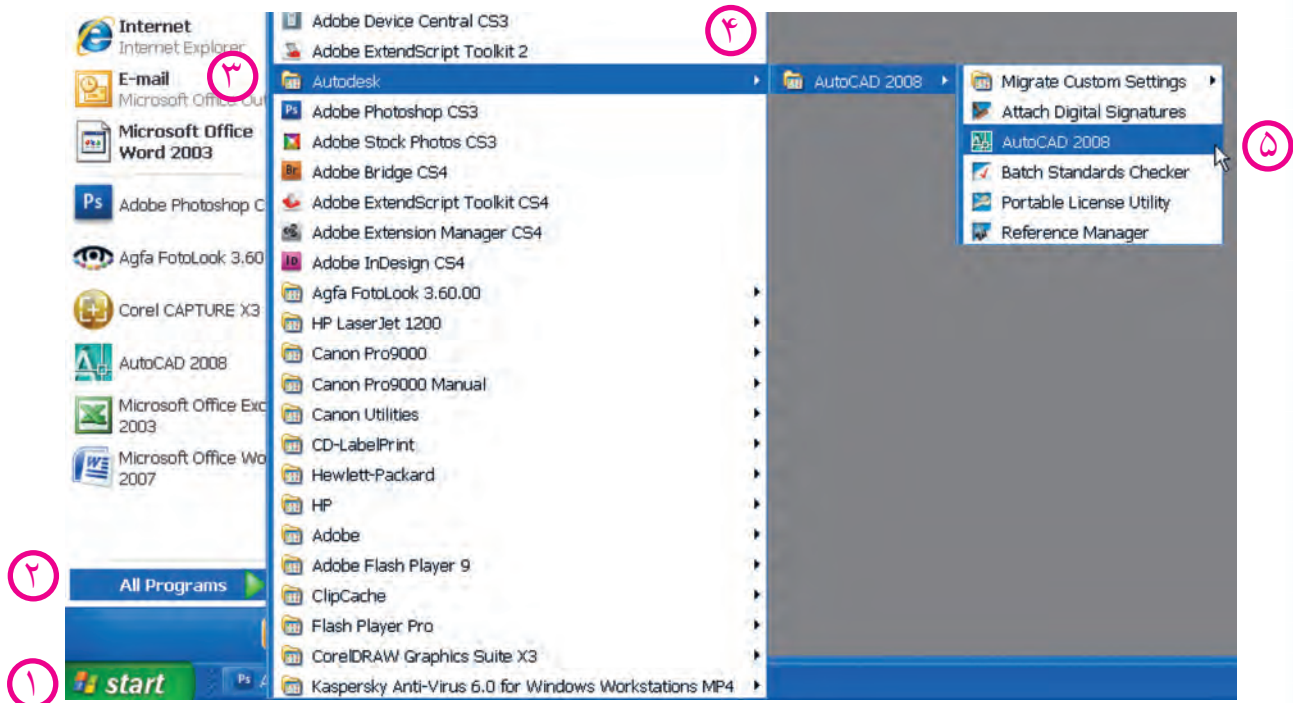 Internet
Internet Explorer
E-mail
Microsoft Office Out
Microsoft Office
Word 2003
Adobe Photoshop C
Agfa FotoLook 3.60
Corel CAPTURE X3
AutoCAD 2008
Microsoft Office Exc
2003
Microsoft Office Wo
2007
۲
All Programs
۱
start
Ps A
۳
۴
Adobe Device Central CS3
Adobe ExtendScript Toolkit 2
Autodesk
Adobe Photoshop CS3
Adobe Stock Photos CS3
Adobe Bridge CS4
Adobe ExtendScript Toolkit CS4
Adobe Extension Manager CS4
Adobe InDesign CS4
Agfa FotoLook 3.60.00
HP LaserJet 1200
Canon Pro9000
Canon Pro9000 Manual
Canon Utilities
CD-LabelPrint
Hewlett-Packard
HP
Adobe
Adobe Flash Player 9
ClipCache
Flash Player Pro
CorelDRAW Graphics Suite X3
Kaspersky Anti-Virus 6.0 for Windows Workstations MP4
AutoCAD 2008
Migrate Custom Settings
Attach Digital Signatures
AutoCAD 2008
۵
Batch Standards Checker
Portable License Utility
Reference Manager